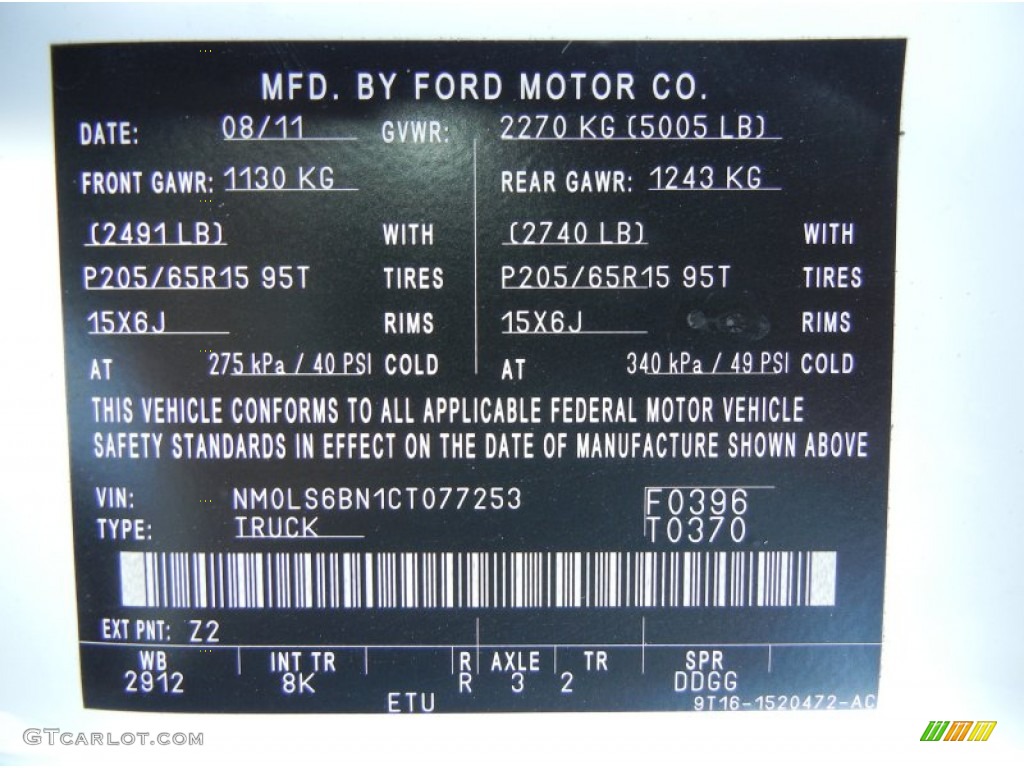 MFD. BY FORD MOTOR CO.
DATE: 08/11 GVWR: 2270 KG (5005 LB)
FRONT GAWR: 1130 KG REAR GAWR: 1243 KG
(2491 LB) WITH (2740 LB) WITH
P205/65R15 95T TIRES P205/65R15 95T TIRES
15X6J RIMS 15X6J RIMS
AT 275 kPa / 40 PSI COLD AT 340 kPa / 49 PSI COLD
THIS VEHICLE CONFORMS TO ALL APPLICABLE FEDERAL MOTOR VEHICLE
SAFETY STANDARDS IN EFFECT ON THE DATE OF MANUFACTURE SHOWN ABOVE
VIN: NM0LS6BN1CT077253 F0396
TYPE: TRUCK T0370
EXT PNT: Z2
WB INT TR R AXLE TR SPR
2912 8K R 3 2 DDGG
ETU 9T16-1520472-AC
GTCARLOT.COM